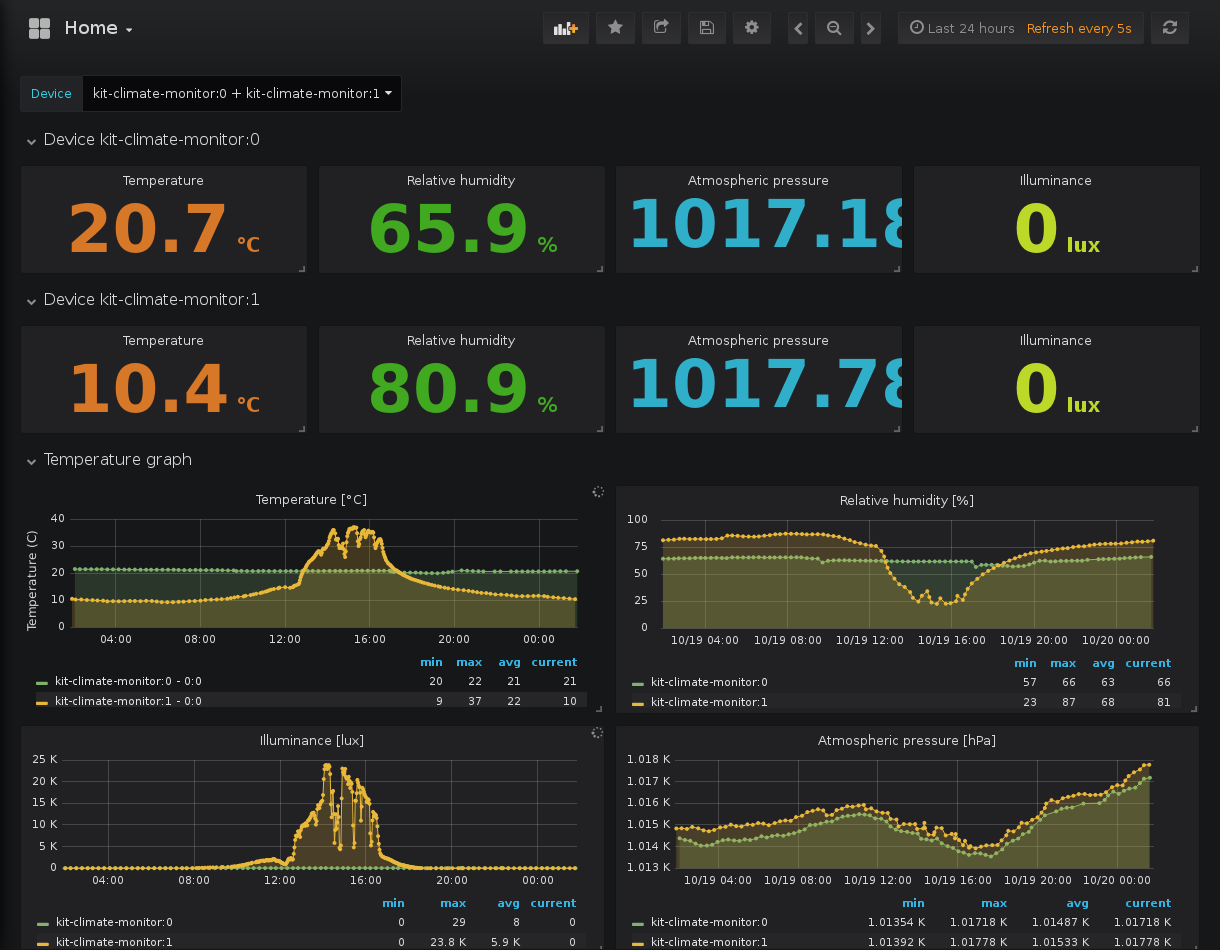 Home
Last 24 hours Refresh every 5s
Device kit-climate-monitor:0 + kit-climate-monitor:1
Device kit-climate-monitor:0
Temperature Relative humidity Atmospheric pressure Illuminance
20.7 °C 65.9 % 1017.18 0 lux
Device kit-climate-monitor:1
Temperature Relative humidity Atmospheric pressure Illuminance
10.4 °C 80.9 % 1017.78 0 lux
Temperature graph
Temperature [°C]
Temperature (C)
40
30
20
10
0
04:00 08:00 12:00 16:00 20:00 00:00
min max avg current
kit-climate-monitor:0 - 0:0 20 22 21 21
kit-climate-monitor:1 - 0:0 9 37 22 10
Relative humidity [%]
100
75
50
25
0
10/19 04:00 10/19 08:00 10/19 12:00 10/19 16:00 10/19 20:00 10/20 00:00
min max avg current
kit-climate-monitor:0 57 66 63 66
kit-climate-monitor:1 23 87 68 81
Illuminance [lux]
25 K
20 K
15 K
10 K
5 K
0
04:00 08:00 12:00 16:00 20:00 00:00
min max avg current
kit-climate-monitor:0 0 29 8 0
kit-climate-monitor:1 0 23.8 K 5.9 K 0
Atmospheric pressure [hPa]
1.018 K
1.017 K
1.016 K
1.015 K
1.014 K
1.013 K
10/19 04:00 10/19 08:00 10/19 12:00 10/19 16:00 10/19 20:00 10/20 00:00
min max avg current
kit-climate-monitor:0 1.01354 K 1.01718 K 1.01487 K 1.01718 K
kit-climate-monitor:1 1.01392 K 1.01778 K 1.01533 K 1.01778 K